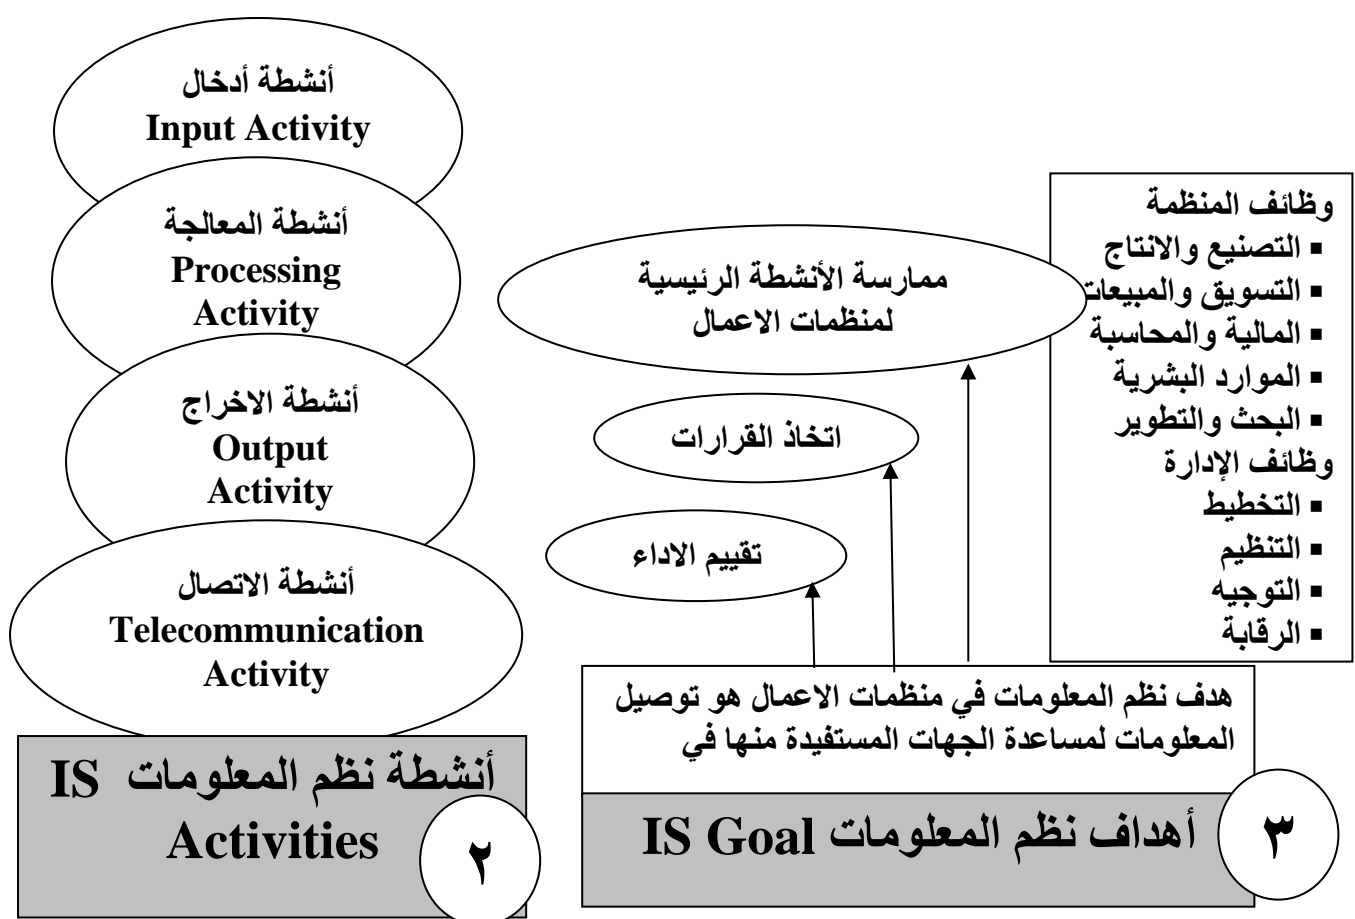 أنشطة أدخال
Input Activity
أنشطة المعالجة
Processing
Activity
أنشطة الاخراج
Output
Activity
أنشطة الاتصال
Telecommunication
Activity
أنشطة نظم المعلومات IS
Activities
٢
وظائف المنظمة
▪ التصنيع والانتاج
▪ التسويق والمبيعات
▪ المالية والمحاسبة
▪ الموارد البشرية
▪ البحث والتطوير
وظائف الإدارة
▪ التخطيط
▪ التنظيم
▪ التوجيه
▪ الرقابة
ممارسة الأنشطة الرئيسية
لمنظمات الاعمال
اتخاذ القرارات
تقييم الاداء
هدف نظم المعلومات في منظمات الاعمال هو توصيل
المعلومات لمساعدة الجهات المستفيدة منها في
أهداف نظم المعلومات IS Goal
٣